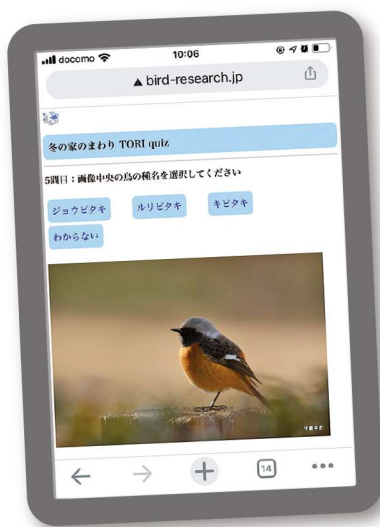 docomo 10:06
bird-research.jp
冬の家のまわり TORI quiz
5問目：画像中央の鳥の種名を選択してください
ジョウビタキ ルリビタキ キビタキ
わからない
14